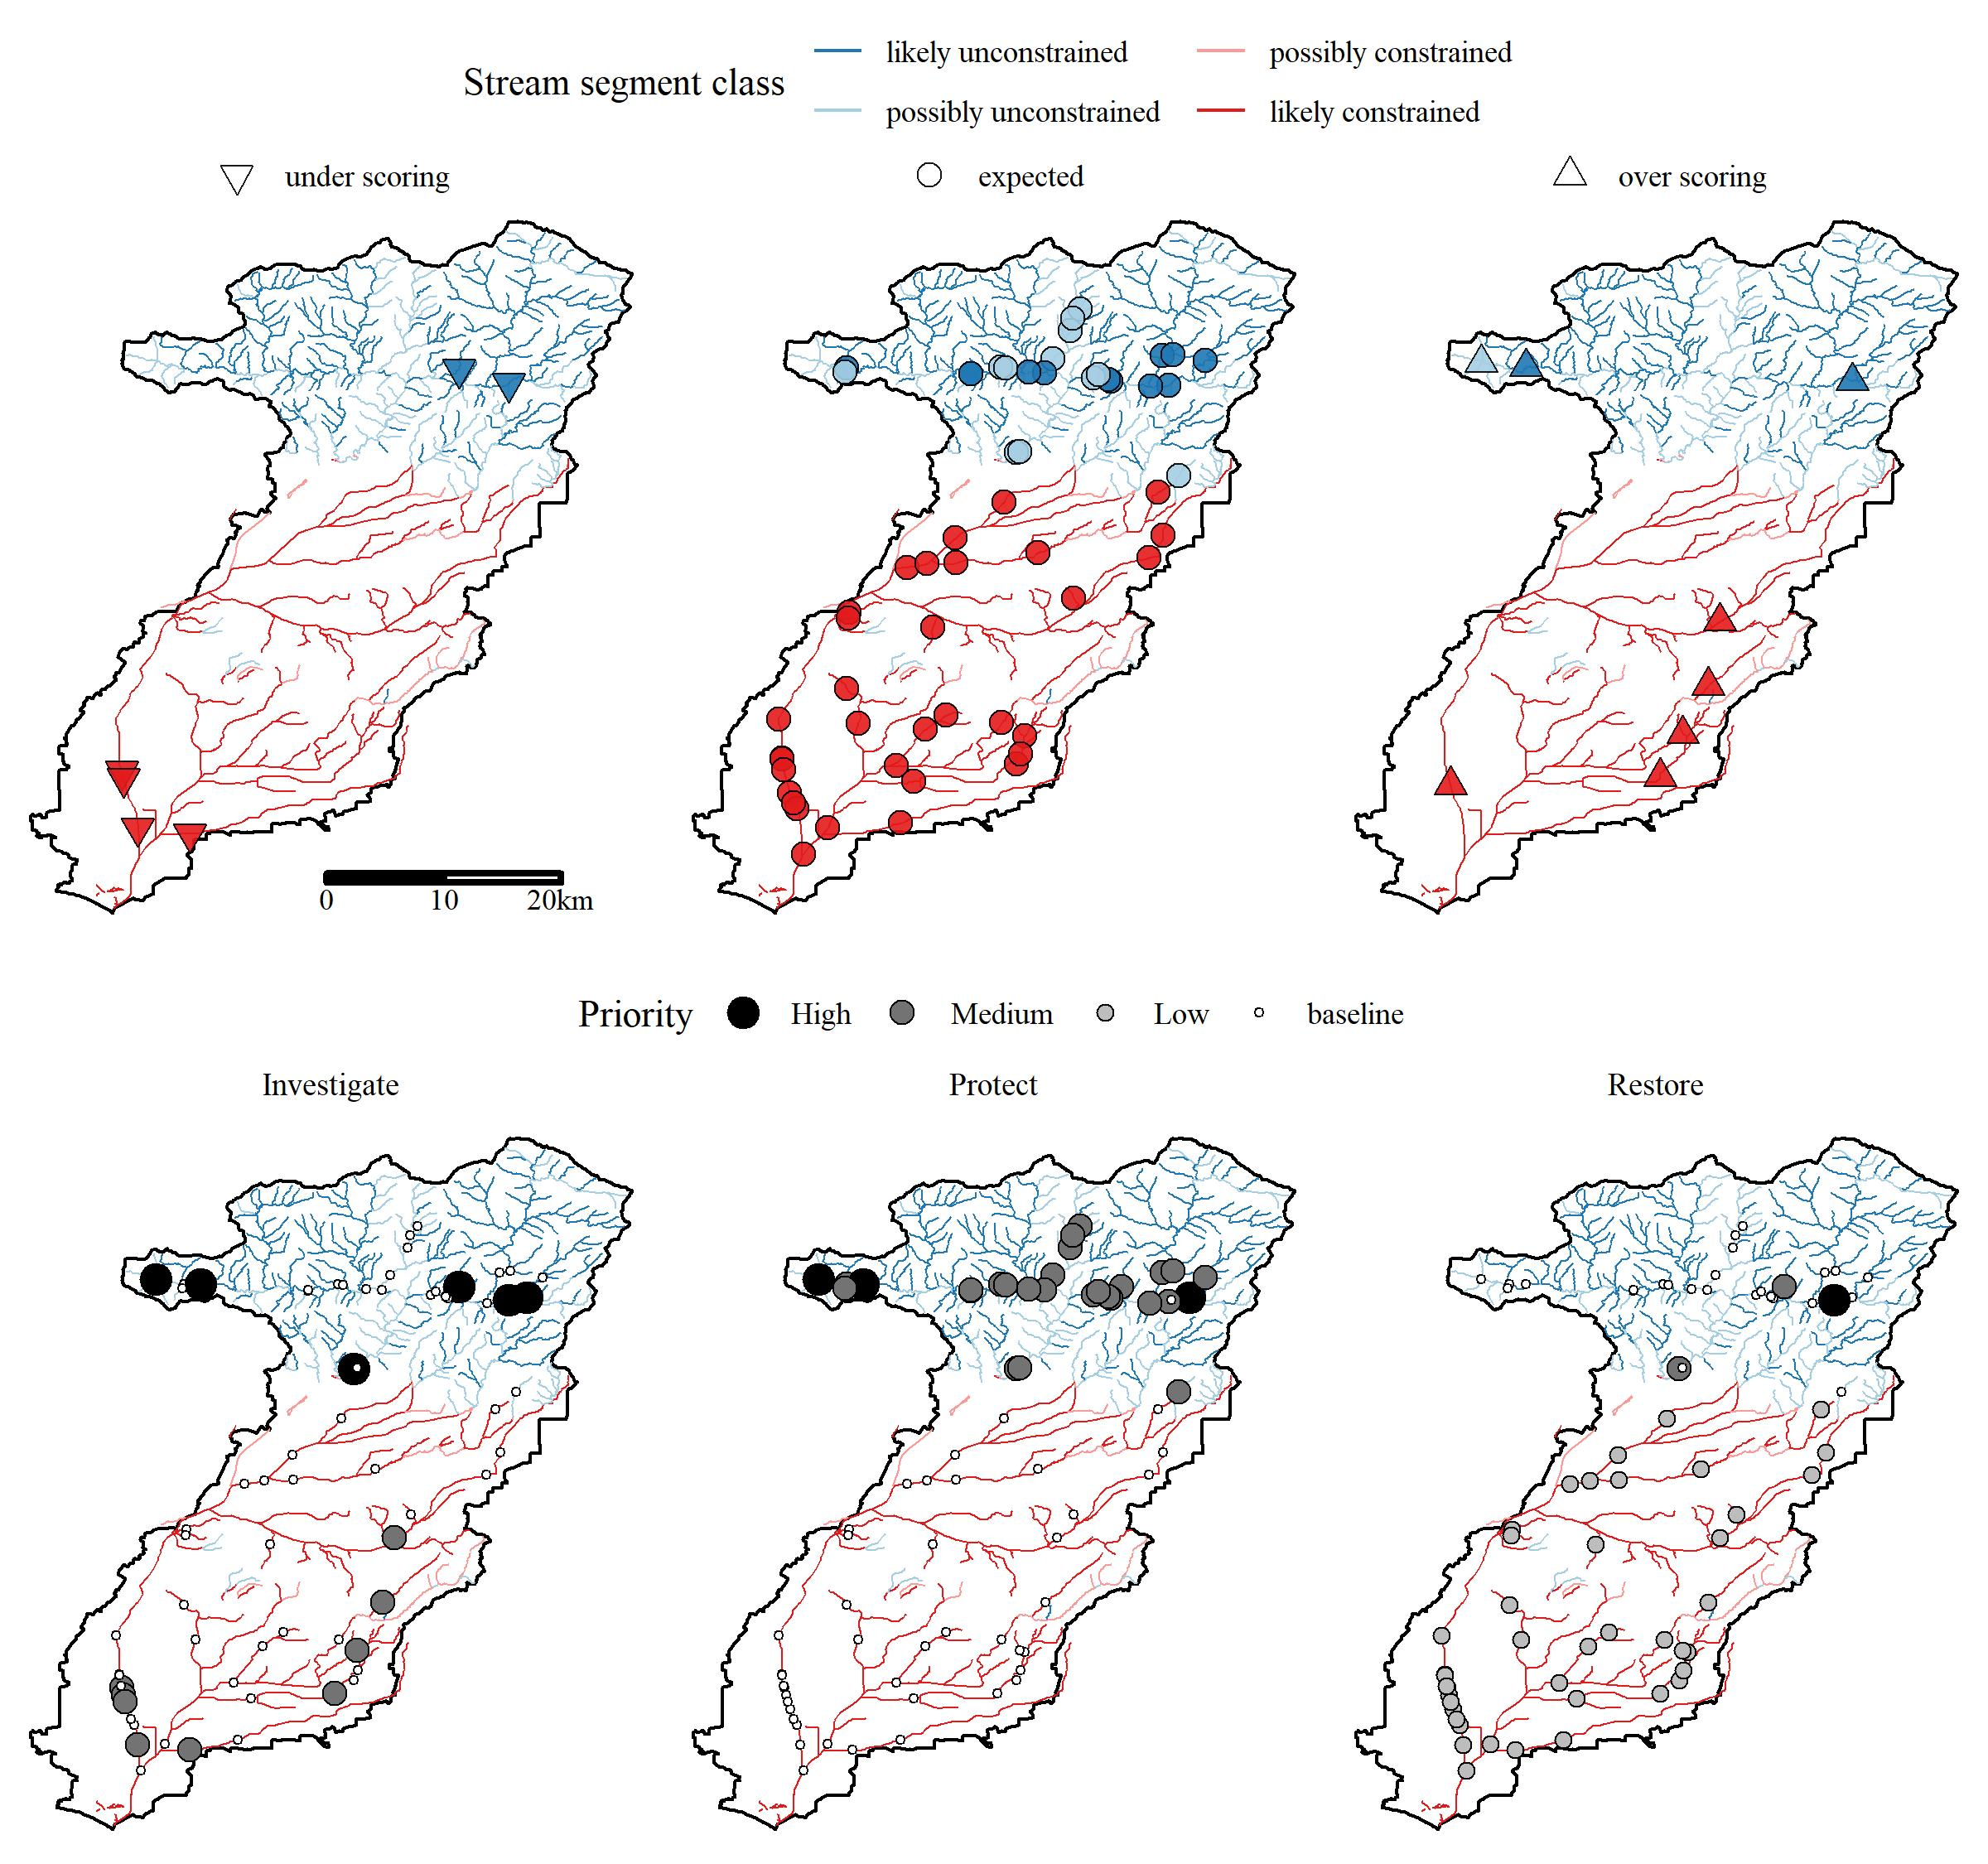 likely unconstrained possibly constrained
Stream segment class
possibly unconstrained likely constrained
under scoring expected over scoring
0 10 20km
Priority High Medium Low baseline
Investigate Protect Restore